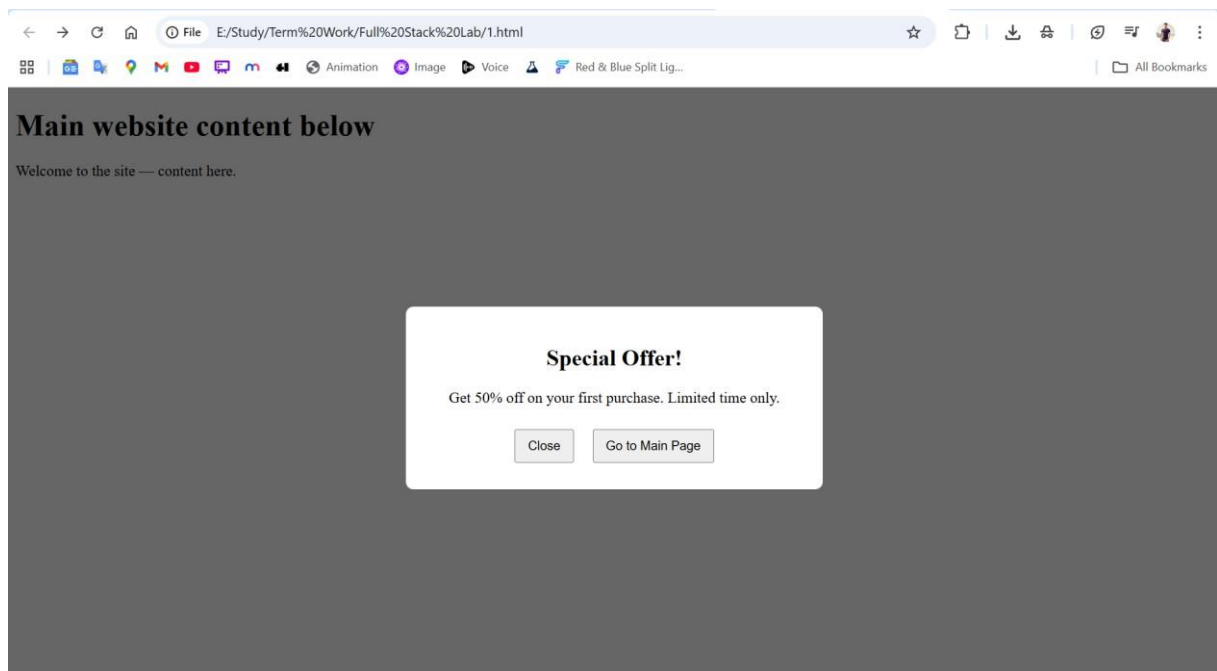 File E:/Study/Term%20Work/Full%20Stack%20Lab/1.html
Animation Image Voice Red & Blue Split Lig... All Bookmarks
Main website content below
Welcome to the site — content here.
Special Offer!
Get 50% off on your first purchase. Limited time only.
Close Go to Main Page